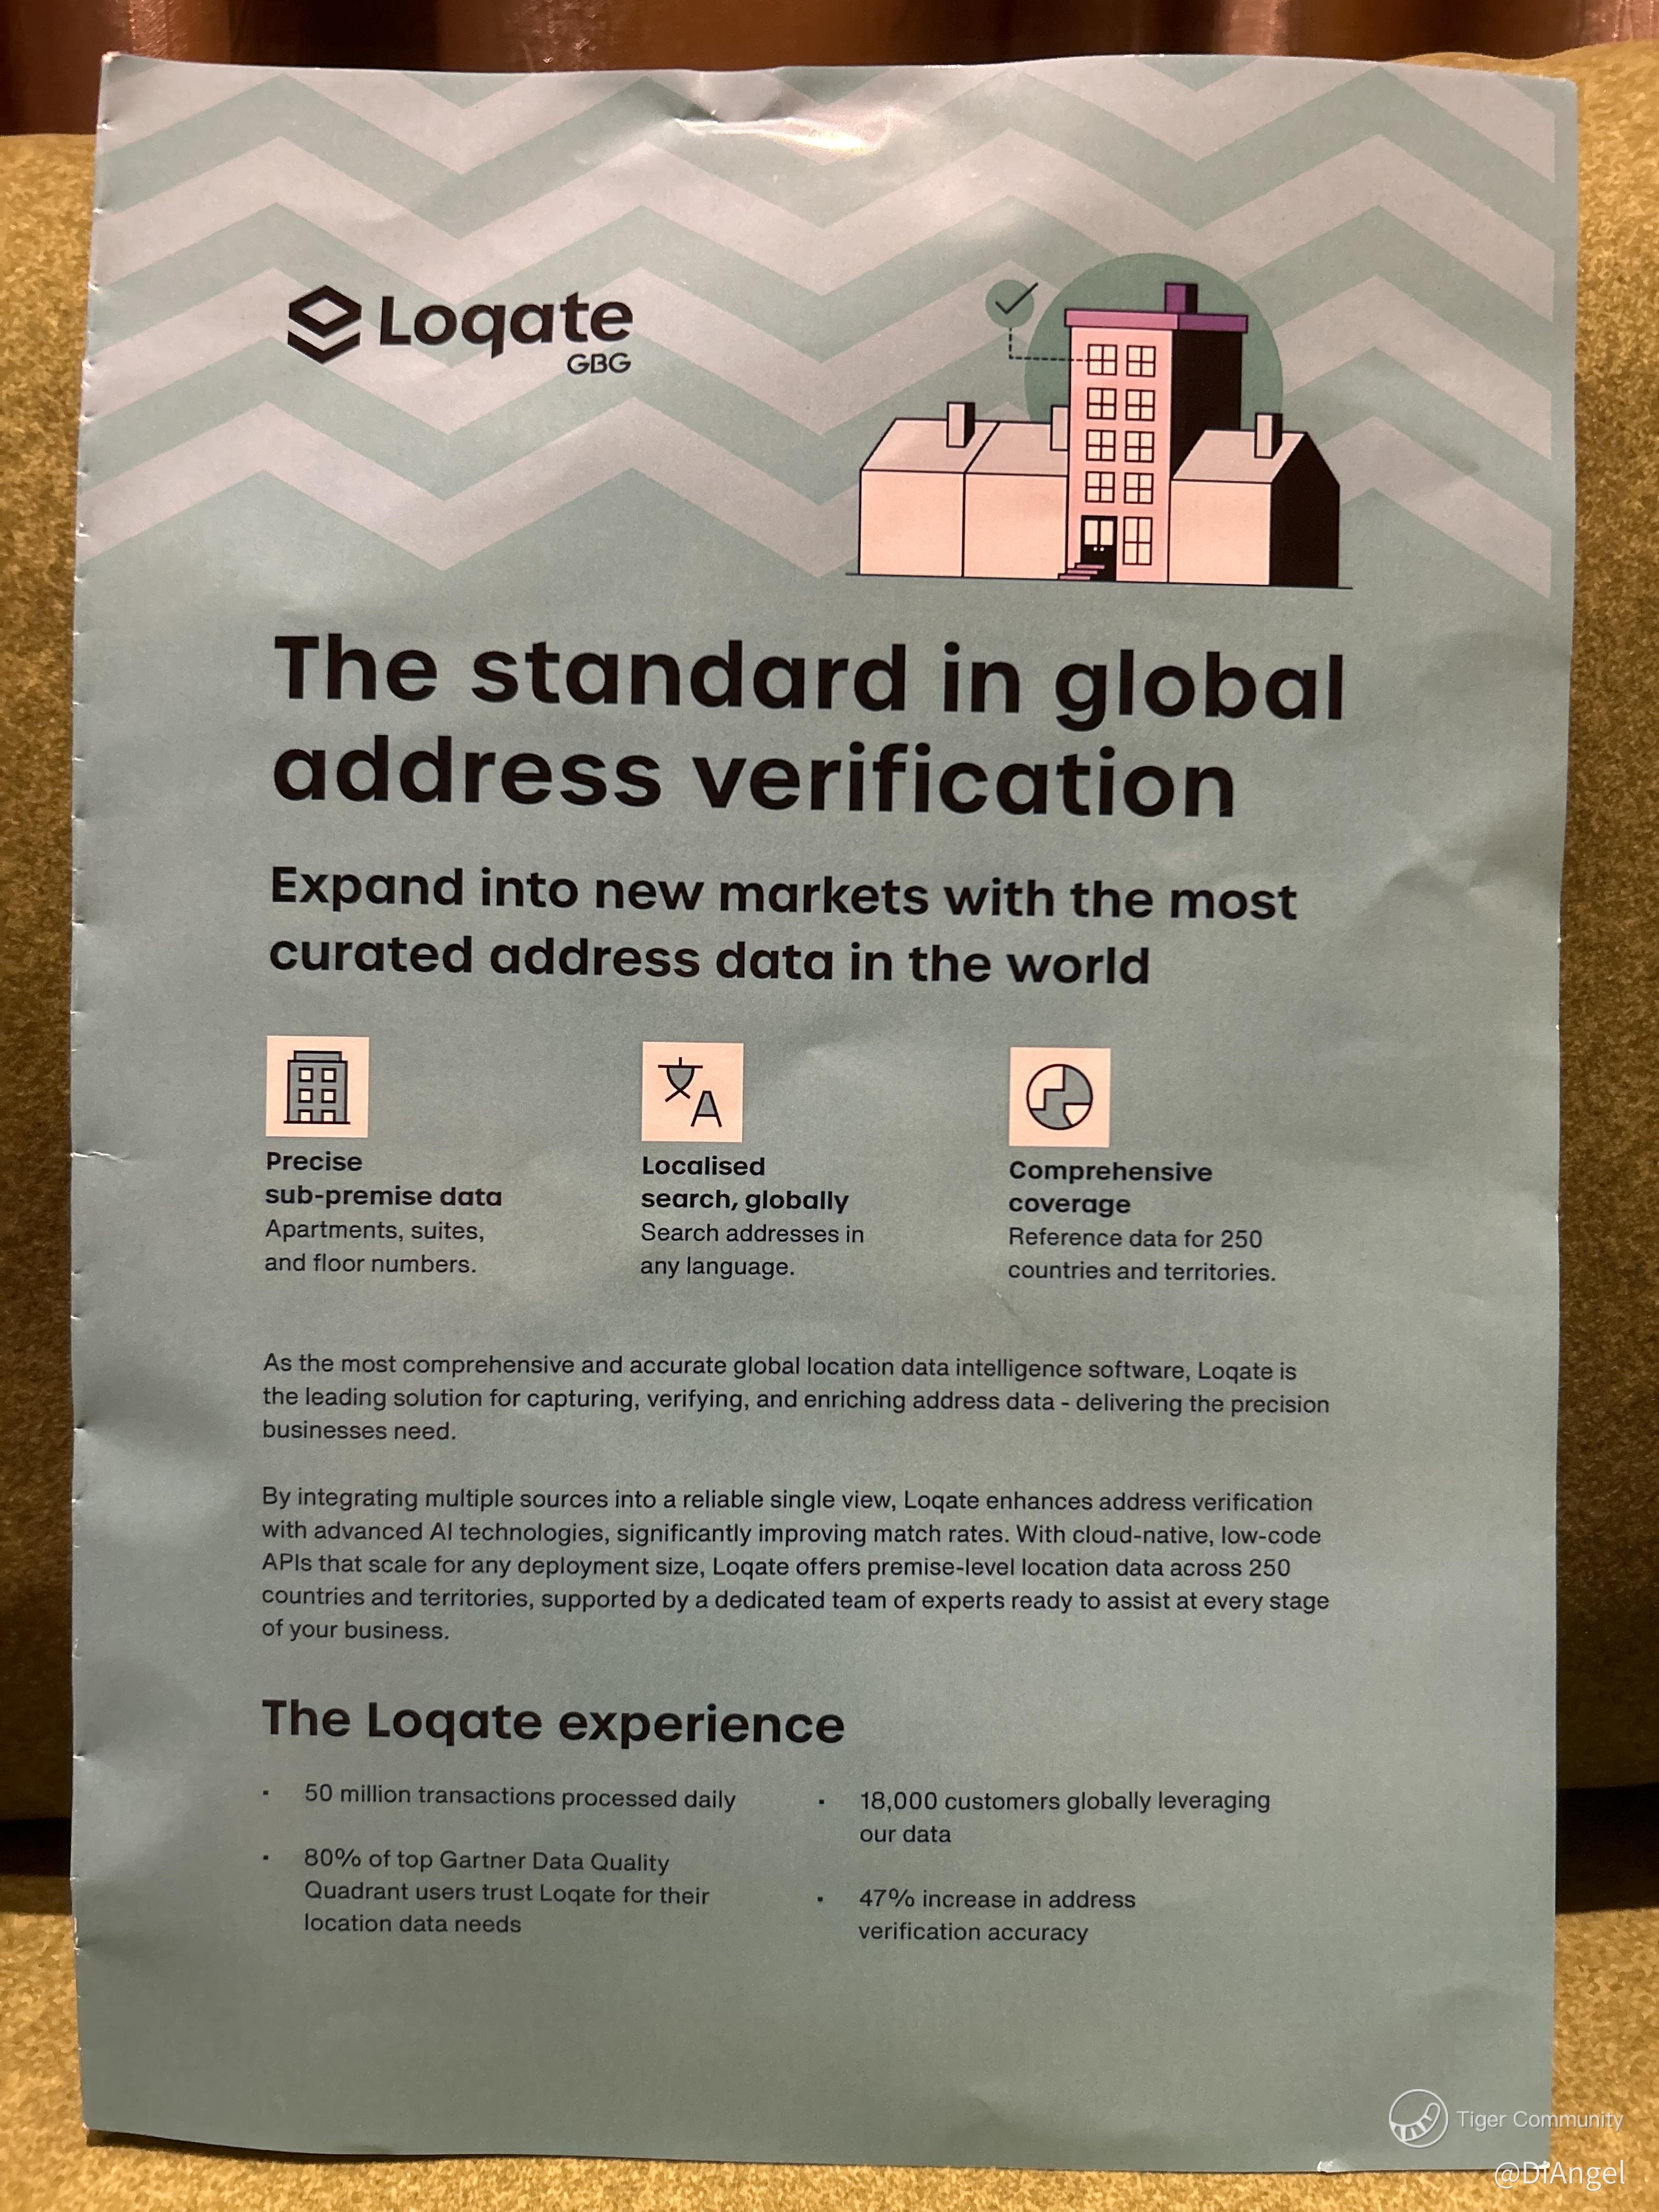 Loqate
GBG
The standard in global
address verification
Expand into new markets with the most
curated address data in the world
Precise
sub-premise data
Apartments, suites,
and floor numbers.
Localised
search, globally
Search addresses in
any language.
Comprehensive
coverage
Reference data for 250
countries and territories.
As the most comprehensive and accurate global location data intelligence software, Loqate is
the leading solution for capturing, verifying, and enriching address data - delivering the precision
businesses need.
By integrating multiple sources into a reliable single view, Loqate enhances address verification
with advanced AI technologies, significantly improving match rates. With cloud-native, low-code
APIs that scale for any deployment size, Loqate offers premise-level location data across 250
countries and territories, supported by a dedicated team of experts ready to assist at every stage
of your business.
The Loqate experience
▪ 50 million transactions processed daily
▪ 80% of top Gartner Data Quality
Quadrant users trust Loqate for their
location data needs
▪ 18,000 customers globally leveraging
our data
▪ 47% increase in address
verification accuracy
Tiger Community
@DiAngel